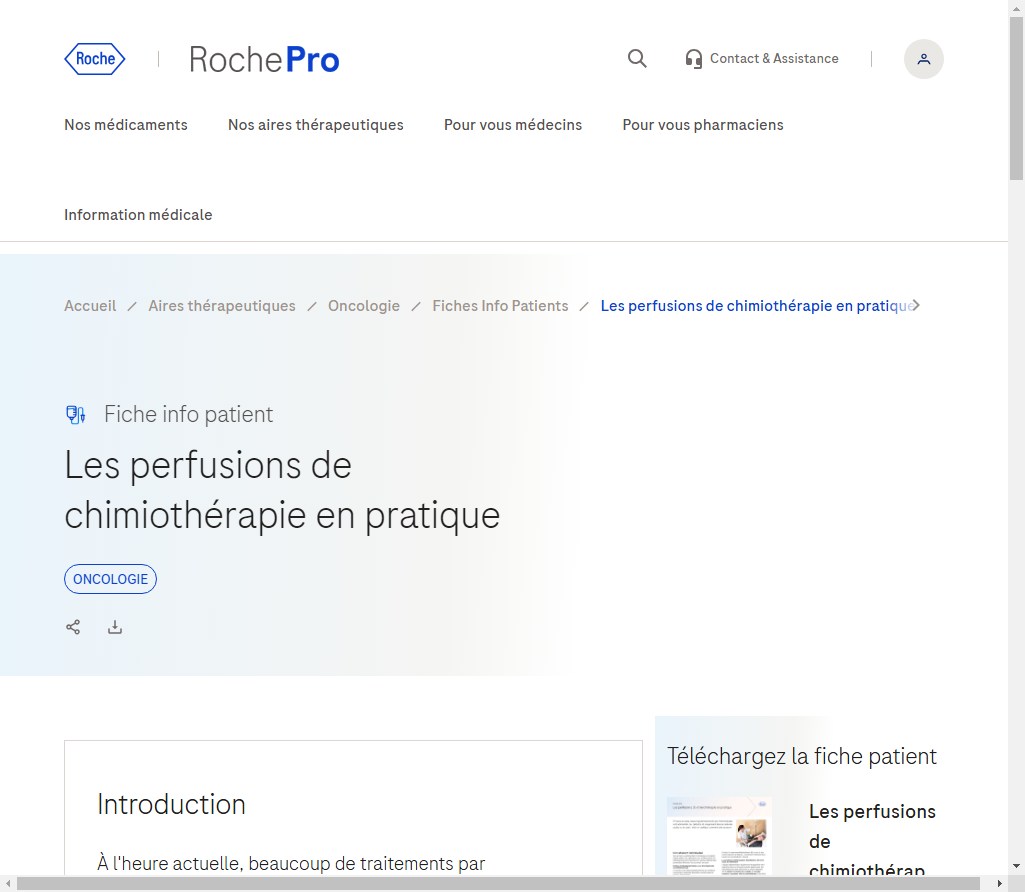 Roche
RochePro
Contact & Assistance
Nos médicaments
Nos aires thérapeutiques
Pour vous médecins
Pour vous pharmaciens
Information médicale
Accueil / Aires thérapeutiques / Oncologie / Fiches Info Patients / Les perfusions de chimiothérapie en pratique
Fiche info patient
Les perfusions de
chimiothérapie en pratique
ONCOLOGIE
Téléchargez la fiche patient
Introduction
À l'heure actuelle, beaucoup de traitements par
Les perfusions
de
chimiothérap